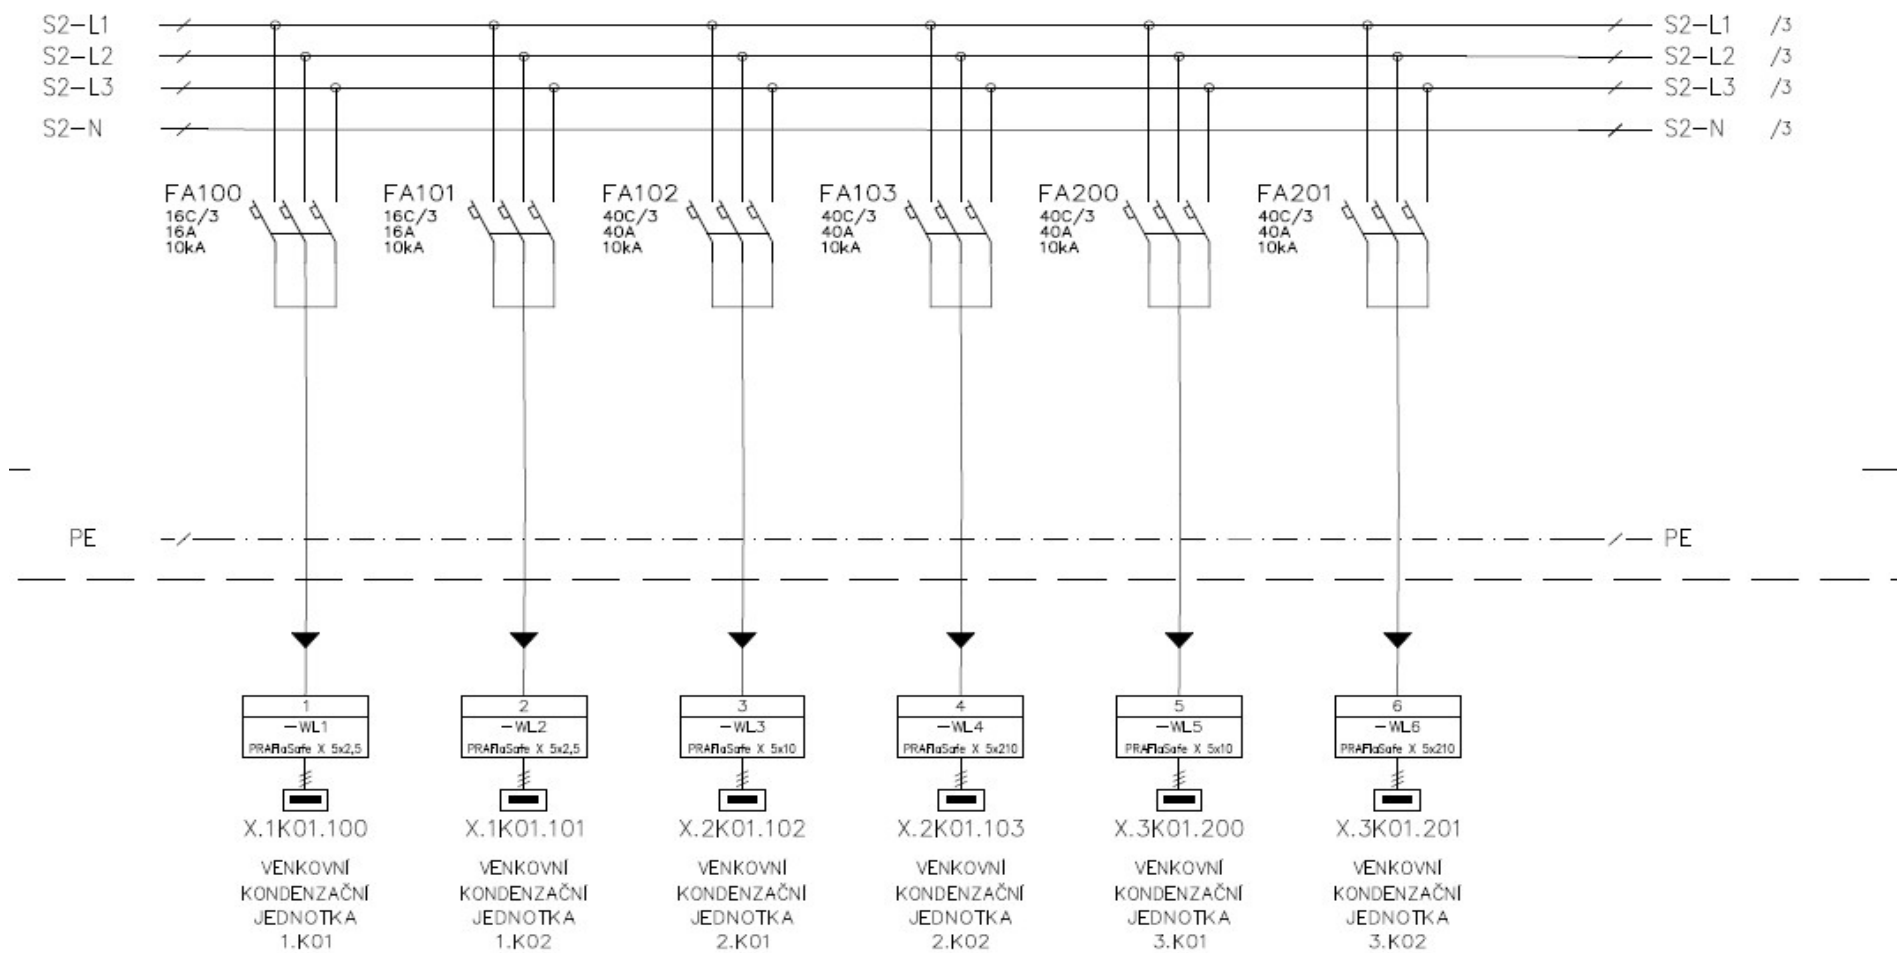 S2-L1 S2-L1 /3
S2-L2 S2-L2 /3
S2-L3 S2-L3 /3
S2-N S2-N /3
FA100 FA101 FA102 FA103 FA200 FA201
16C/3 16C/3 40C/3 40C/3 40C/3 40C/3
16A 16A 40A 40A 40A 40A
10kA 10kA 10kA 10kA 10kA 10kA
PE PE
1 2 3 4 5 6
-WL1 -WL2 -WL3 -WL4 -WL5 -WL6
PRAFlaSafe X 5x2,5 PRAFlaSafe X 5x2,5 PRAFlaSafe X 5x10 PRAFlaSafe X 5x210 PRAFlaSafe X 5x10 PRAFlaSafe X 5x210
X.1K01.100 X.1K01.101 X.2K01.102 X.2K01.103 X.3K01.200 X.3K01.201
VENKOVNÍ VENKOVNÍ VENKOVNÍ VENKOVNÍ VENKOVNÍ VENKOVNÍ
KONDENZAČNÍ KONDENZAČNÍ KONDENZAČNÍ KONDENZAČNÍ KONDENZAČNÍ KONDENZAČNÍ
JEDNOTKA JEDNOTKA JEDNOTKA JEDNOTKA JEDNOTKA JEDNOTKA
1.K01 1.K02 2.K01 2.K02 3.K01 3.K02